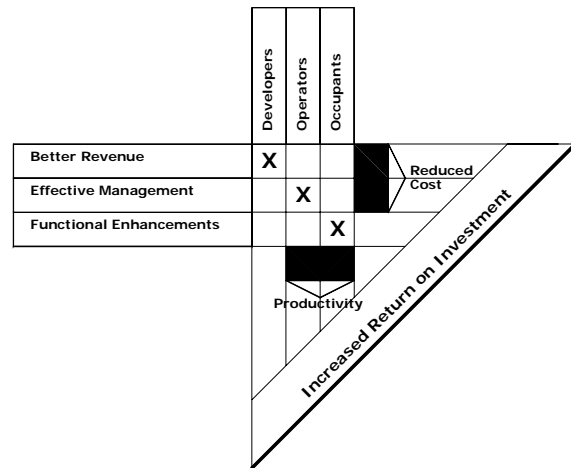 Developers
Operators
Occupants
Better Revenue
X
Reduced
Cost
Effective Management
X
Functional Enhancements
X
Productivity
Increased Return on Investment